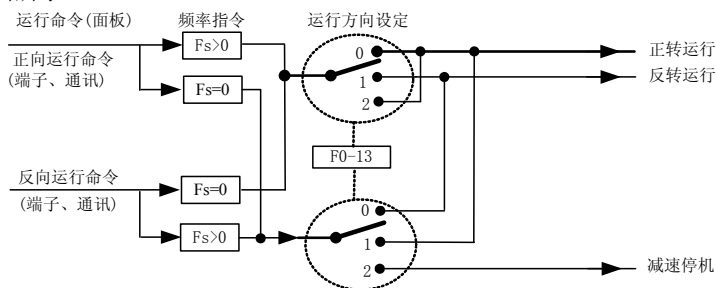 运行命令(面板)
频率指令
运行方向设定
正向运行命令
(端子、通讯)
Fs>0
Fs=0
0
1
2
正转运行
反转运行
F0-13
反向运行命令
(端子、通讯)
Fs=0
Fs>0
0
1
2
减速停机